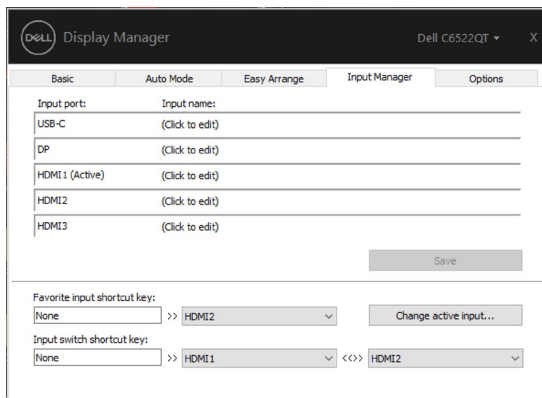 DELL Display Manager Dell C6522QT X
Basic Auto Mode Easy Arrange Input Manager Options
Input port: Input name:
USB-C (Click to edit)
DP (Click to edit)
HDMI1 (Active) (Click to edit)
HDMI2 (Click to edit)
HDMI3 (Click to edit)
Save
Favorite input shortcut key:
None >> HDMI2 Change active input...
Input switch shortcut key:
None >> HDMI1 <<>> HDMI2